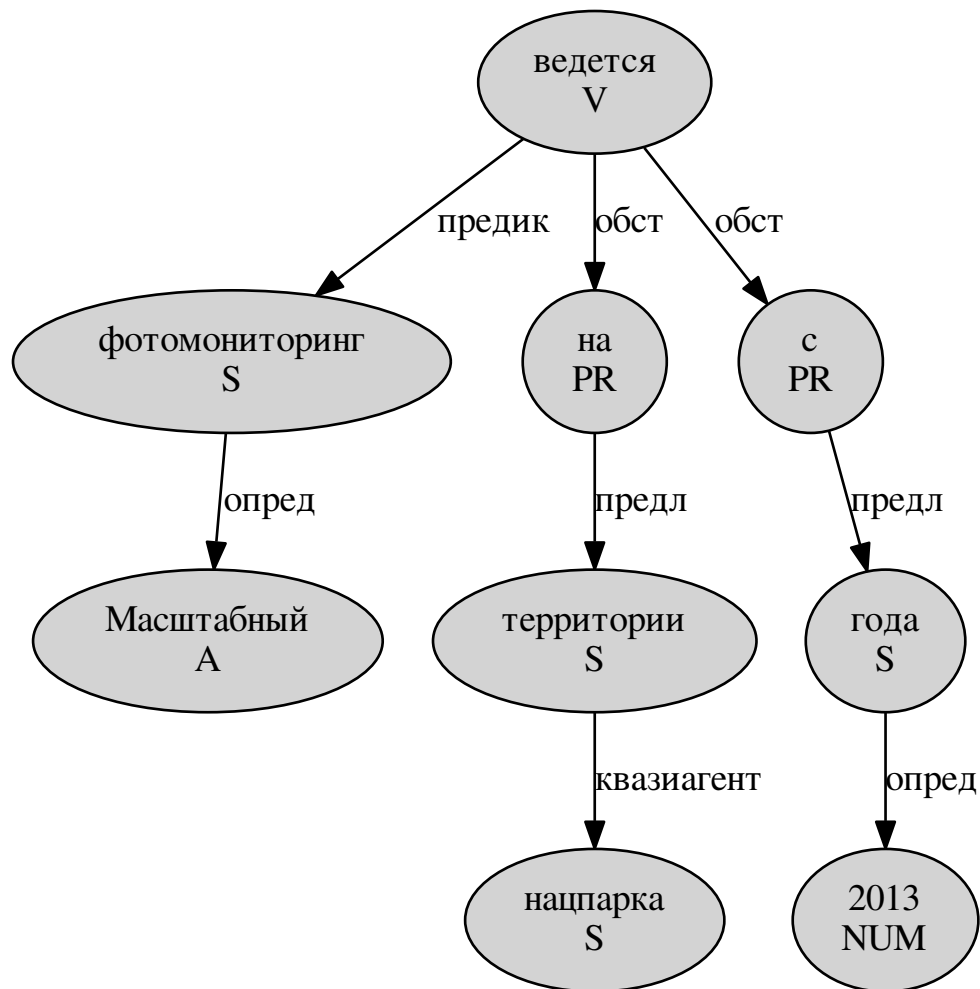 ведется
V
предик
обст
обст
фотомониторинг
S
на
PR
с
PR
опред
предл
предл
Масштабный
A
территории
S
года
S
квазиагент
опред
нацпарка
S
2013
NUM